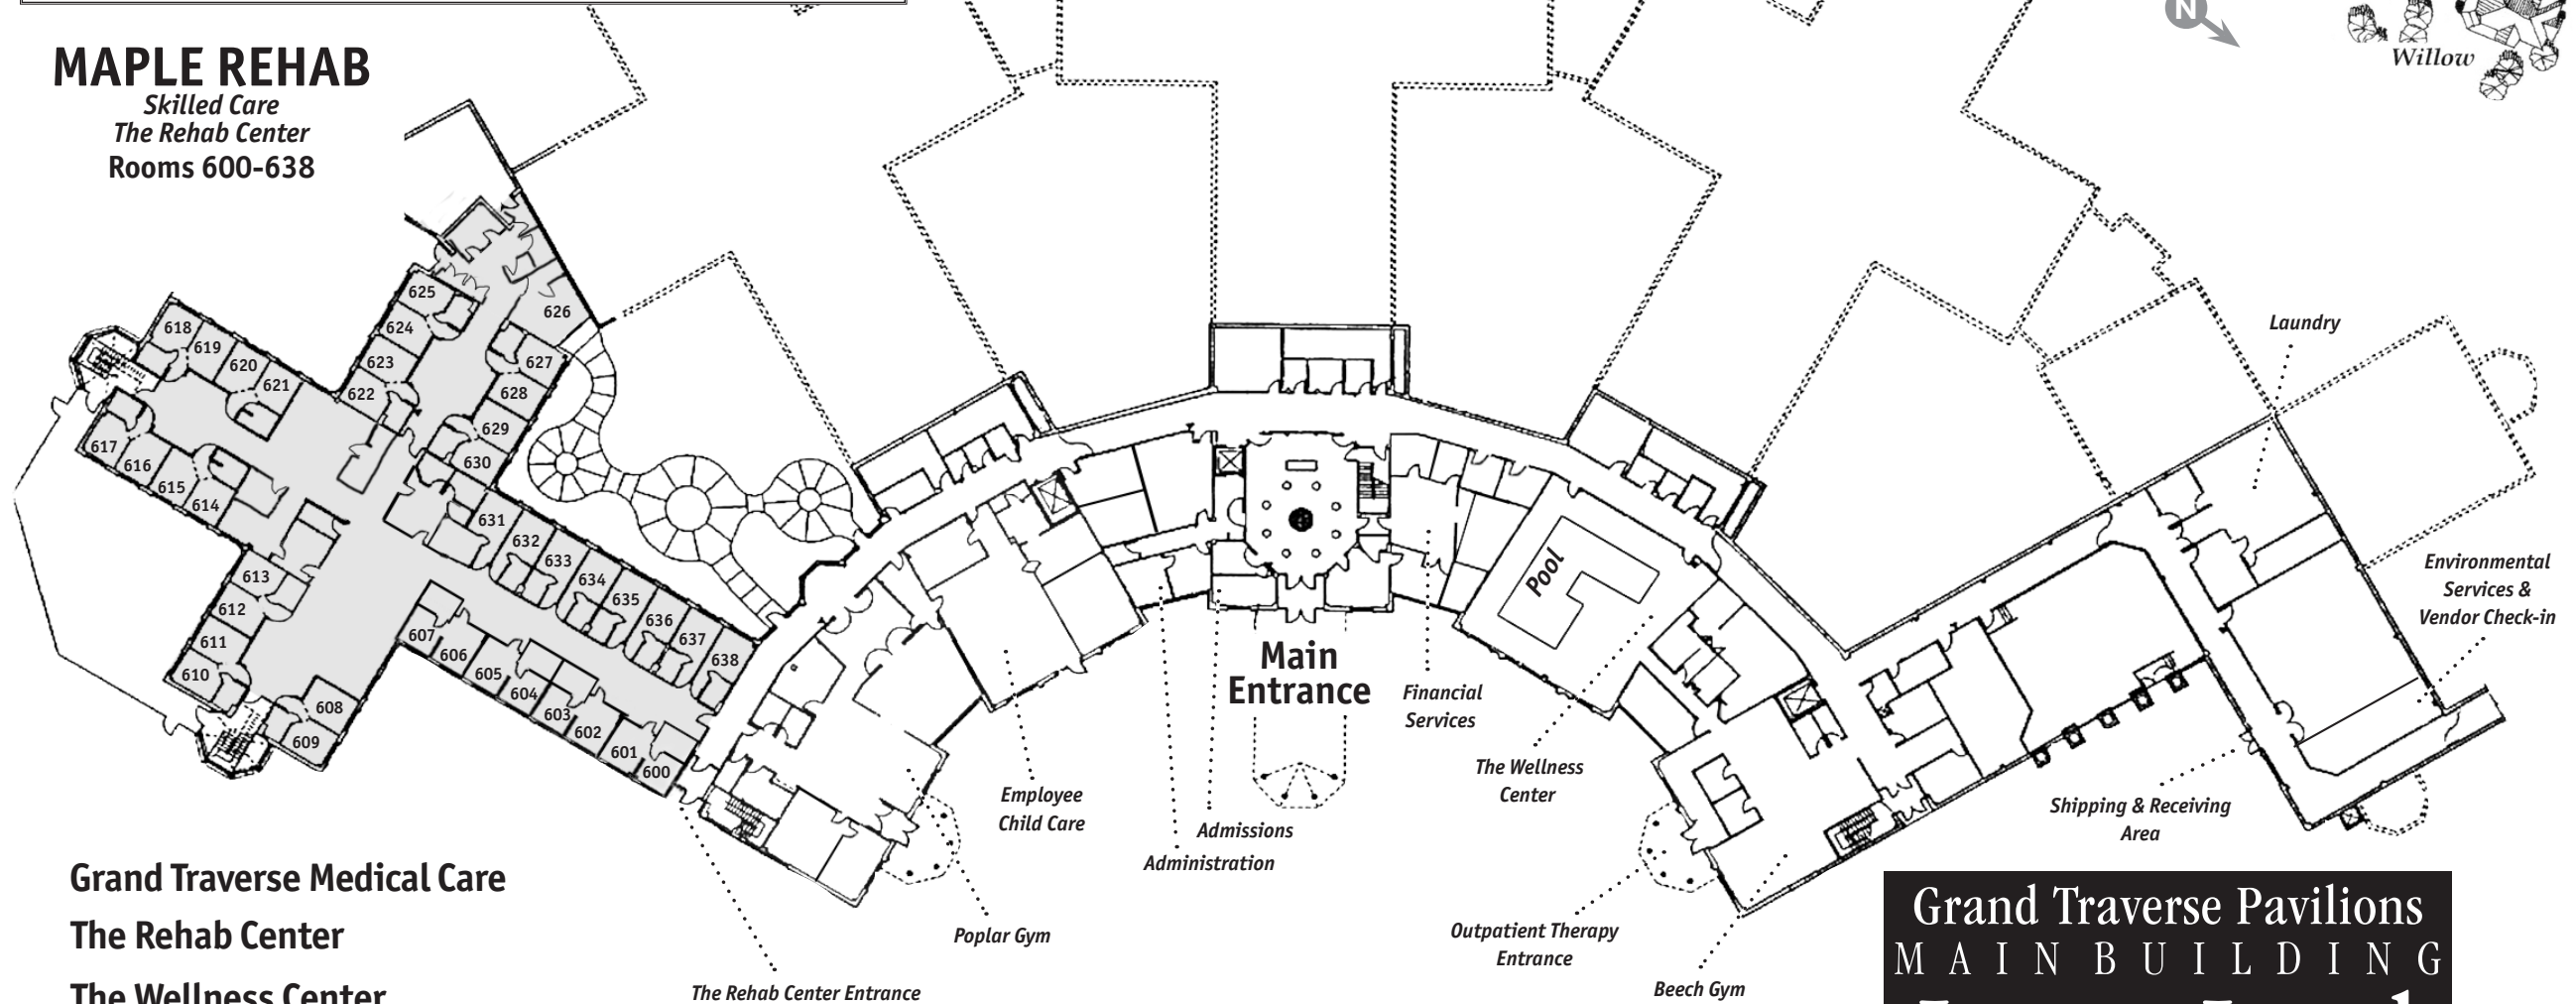 MAPLE REHAB
Skilled Care
The Rehab Center
Rooms 600-638
N
Willow
625
624
623
622
618
619
620
621
617
616
615
614
626
627
628
629
630
631
632
633
634
635
636
637
638
613
612
611
610
608
609
607
606
605
604
603
602
601
600
Pool
Laundry
Environmental
Services &
Vendor Check-in
Main
Entrance
Financial
Services
The Wellness
Center
Employee
Child Care
Admissions
Administration
Shipping & Receiving
Area
Poplar Gym
Outpatient Therapy
Entrance
The Rehab Center Entrance
Beech Gym
Grand Traverse Medical Care
The Rehab Center
The Wellness Center
Grand Traverse Pavilions
MAIN BUILDING